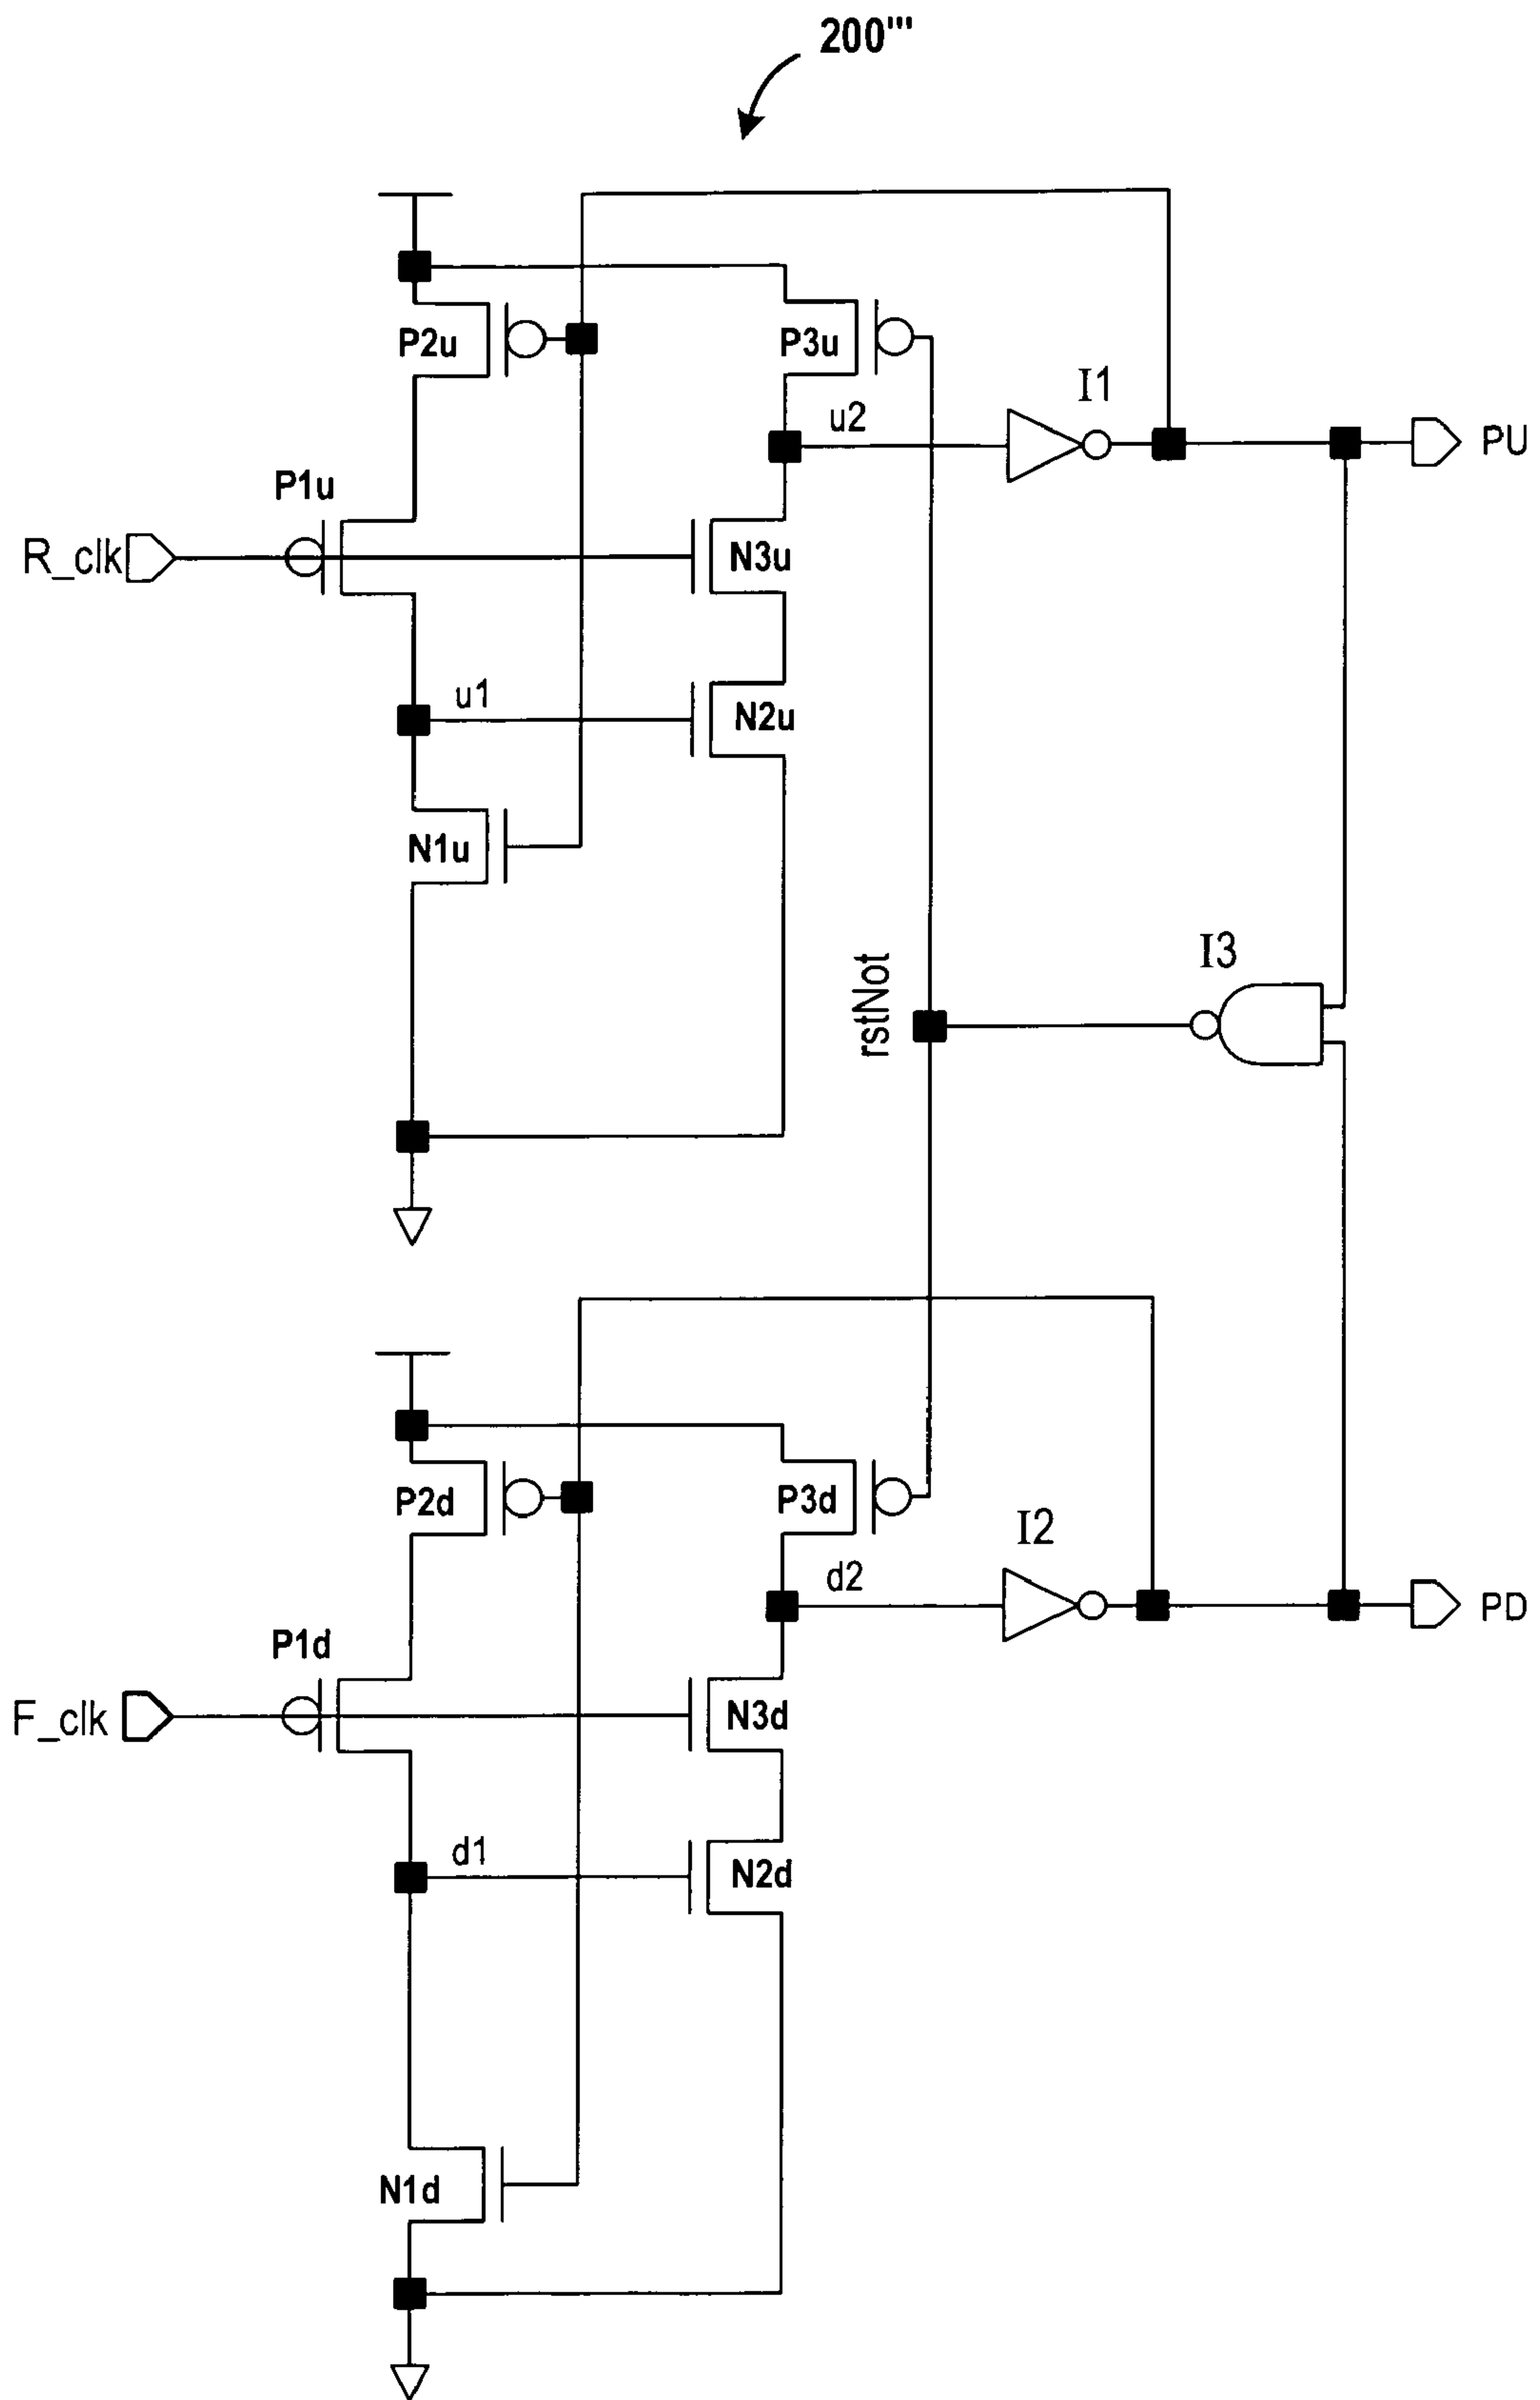 200'''
P2u
P3u
I1
u2
PU
P1u
R_clk
N3u
u1
N2u
N1u
I3
rstNot
P2d
P3d
I2
d2
PD
P1d
F_clk
N3d
d1
N2d
N1d